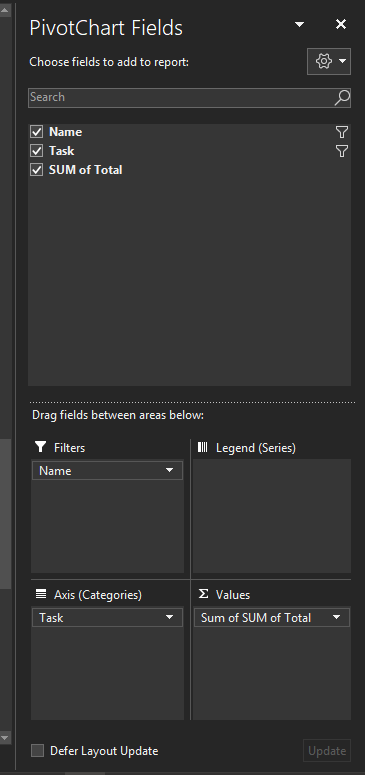 PivotChart Fields
Choose fields to add to report:
Search
Name
Task
SUM of Total
Drag fields between areas below:
Filters
Legend (Series)
Name
Axis (Categories)
Σ Values
Task
Sum of SUM of Total
Defer Layout Update
Update